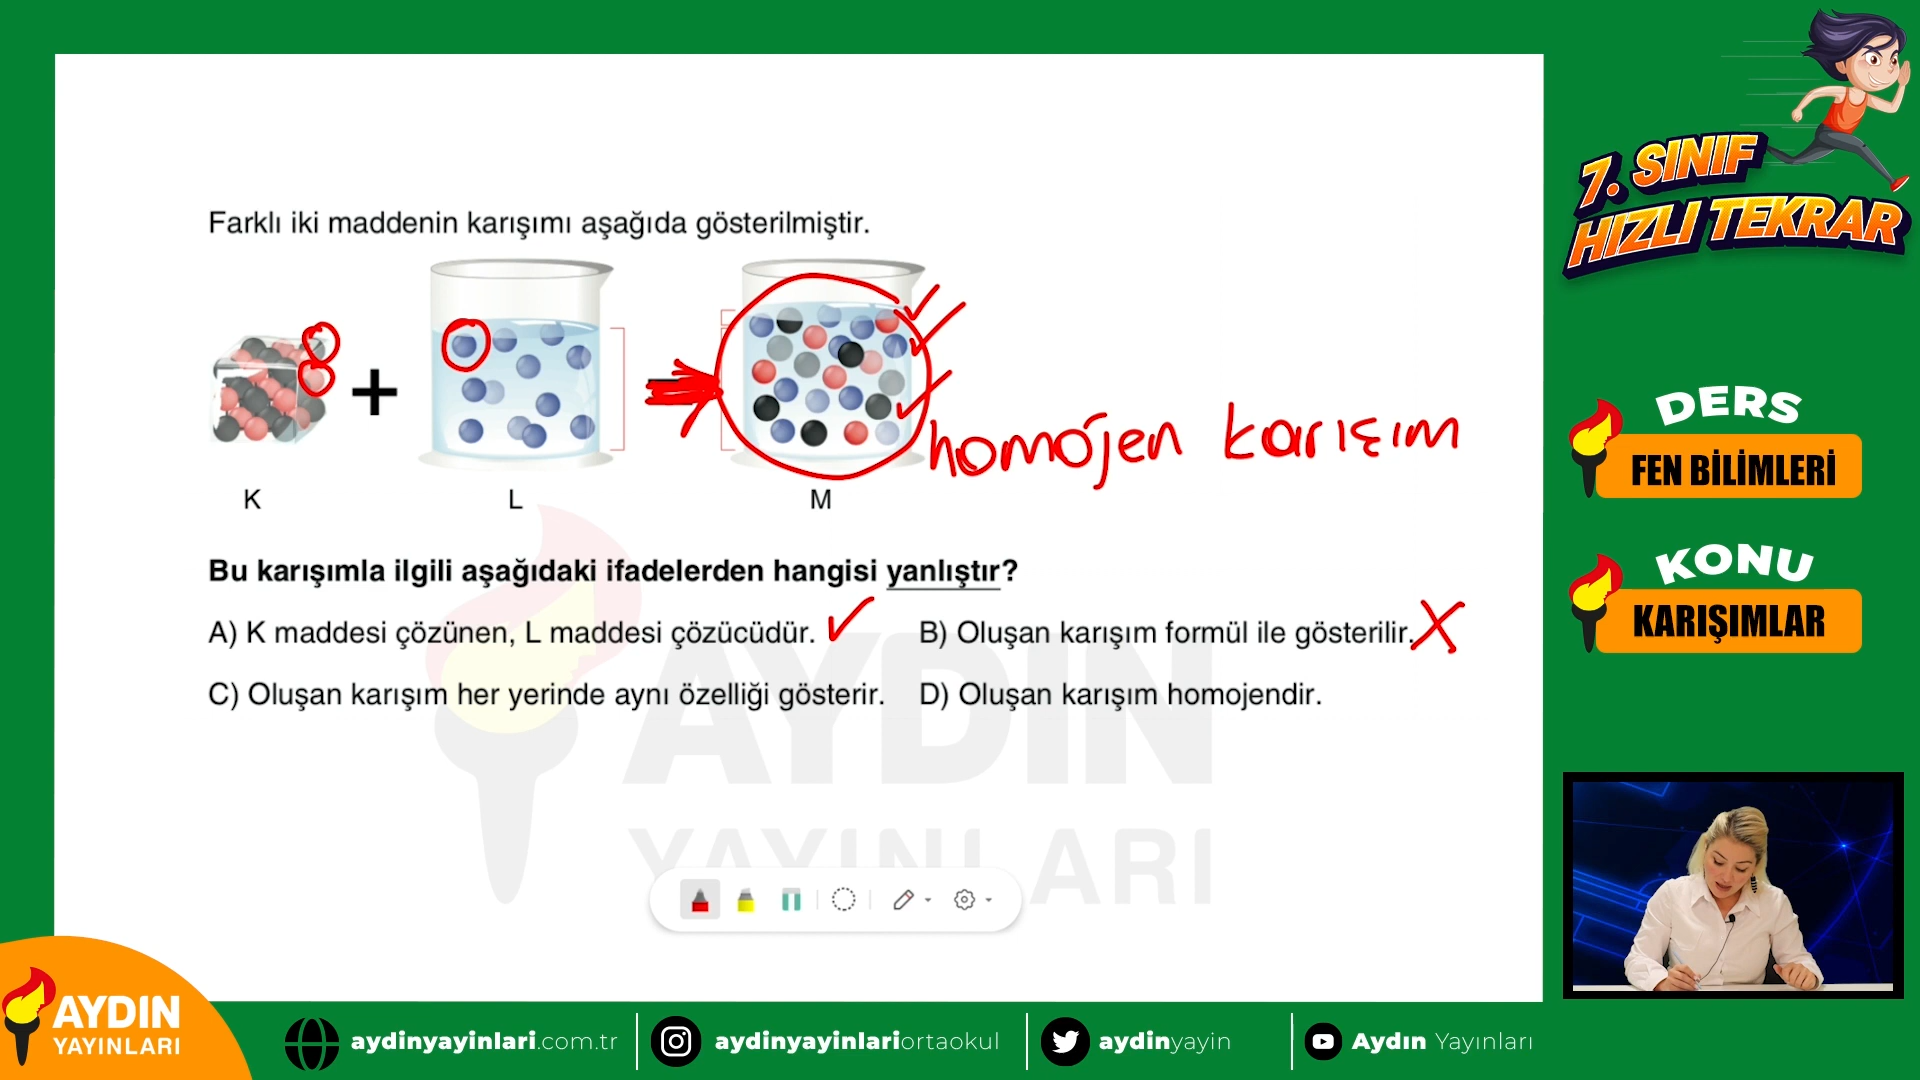 7. SINIF
HIZLI TEKRAR
Farklı iki maddenin karışımı aşağıda gösterilmiştir.
+
homojen karışım
K L M
Bu karışımla ilgili aşağıdaki ifadelerden hangisi yanlıştır?
A) K maddesi çözünen, L maddesi çözücüdür.
B) Oluşan karışım formül ile gösterilir.
C) Oluşan karışım her yerinde aynı özelliği gösterir.
D) Oluşan karışım homojendir.
AYDIN
YAYINLARI
DERS
FEN BİLİMLERİ
KONU
KARIŞIMLAR
AYDIN
YAYINLARI
aydinyayinlari.com.tr
aydinyayinlariortaokul
aydinyayin
Aydın Yayınları